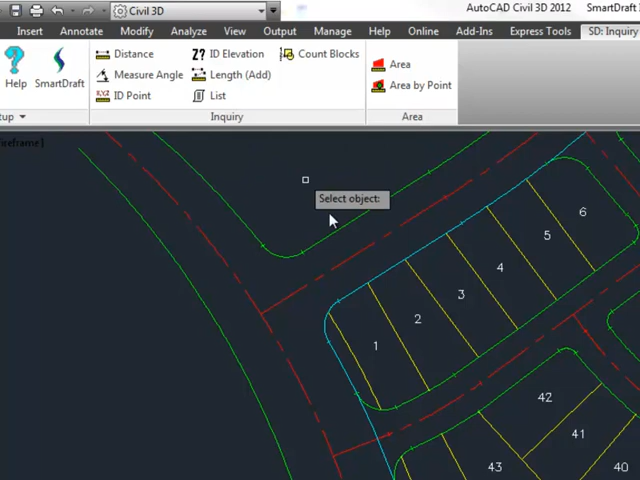 Civil 3D
AutoCAD Civil 3D 2012
SmartDraft
Insert Annotate Modify Analyze View Output Manage Help Online Add-Ins Express Tools SD: Inquiry
Distance
ID Elevation
Count Blocks
Area
Help
SmartDraft
Measure Angle
Length (Add)
Area by Point
ID Point
List
Inquiry
Area
Select object:
6
5
4
3
2
1
42
41
43
40